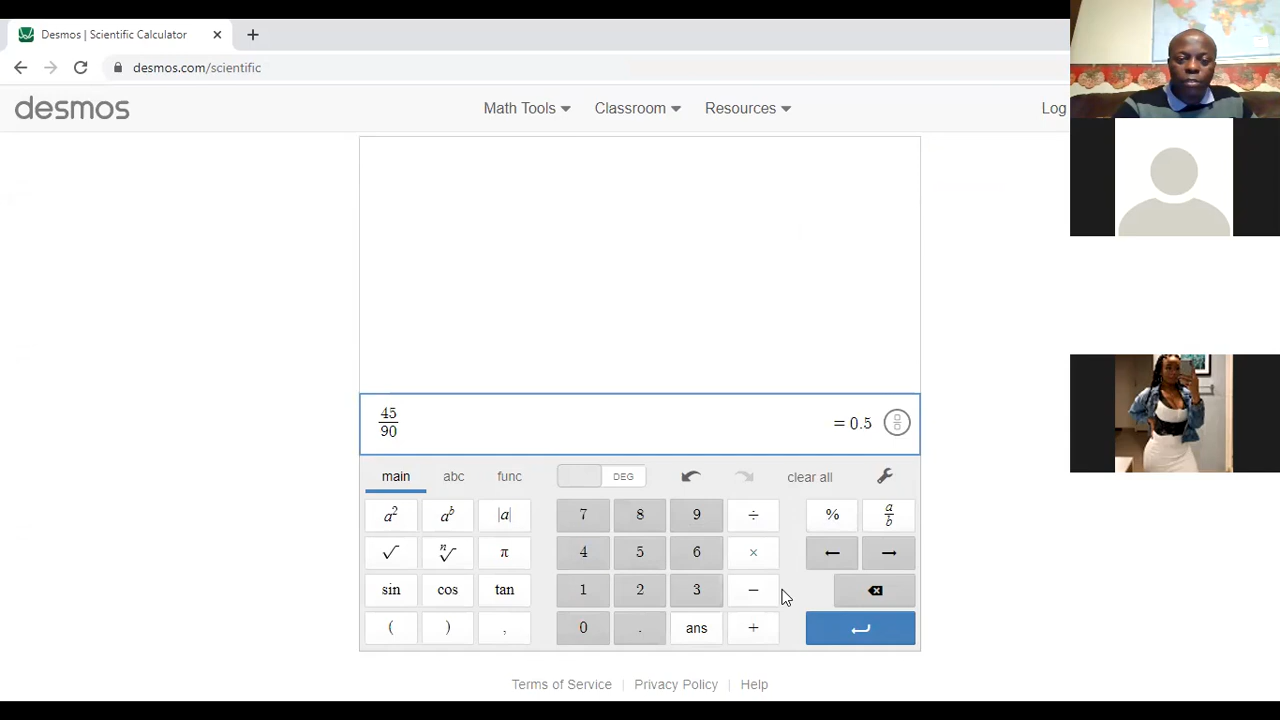 Desmos | Scientific Calculator
desmos.com/scientific
desmos Math Tools Classroom Resources Log
45
90
= 0.5
main abc func DEG clear all
a² aᵇ |a| 7 8 9 ÷ % a/b
√ ⁿ√ π 4 5 6 × ← →
sin cos tan 1 2 3 −
( ) , 0 . ans +
Terms of Service | Privacy Policy | Help